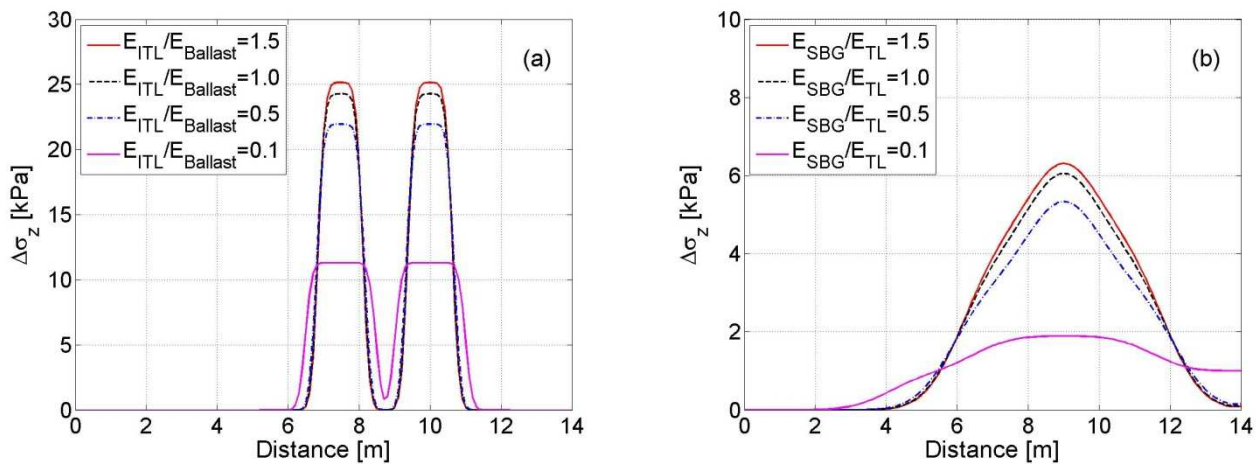 30
25
20
15
10
5
0
Δσz [kPa]
E_ITL/E_Ballast=1.5
E_ITL/E_Ballast=1.0
E_ITL/E_Ballast=0.5
E_ITL/E_Ballast=0.1
(a)
0 2 4 6 8 10 12 14
Distance [m]
10
8
6
4
2
0
Δσz [kPa]
E_SBG/E_TL=1.5
E_SBG/E_TL=1.0
E_SBG/E_TL=0.5
E_SBG/E_TL=0.1
(b)
0 2 4 6 8 10 12 14
Distance [m]